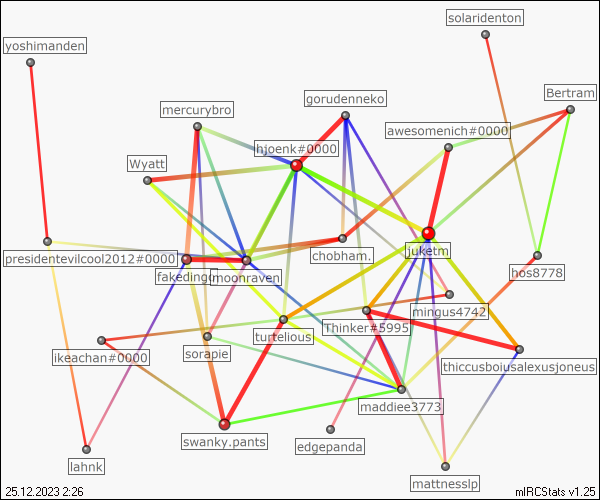 solaridenton
yoshimanden
Bertram
gorudenneko
mercurybro
awesomenich#0000
hjoenk#0000
Wyatt
juketm
chobham.
presidentevilcool2012#0000
hos8778
fakedingo
moonraven
mingus4742
Thinker#5995
turtelious
ikeachan#0000
sorapie
thiccusboiusalexusjoneus
maddiee3773
swanky.pants
edgepanda
lahnk
mattnesslp
25.12.2023 2:26
mIRCStats v1.25